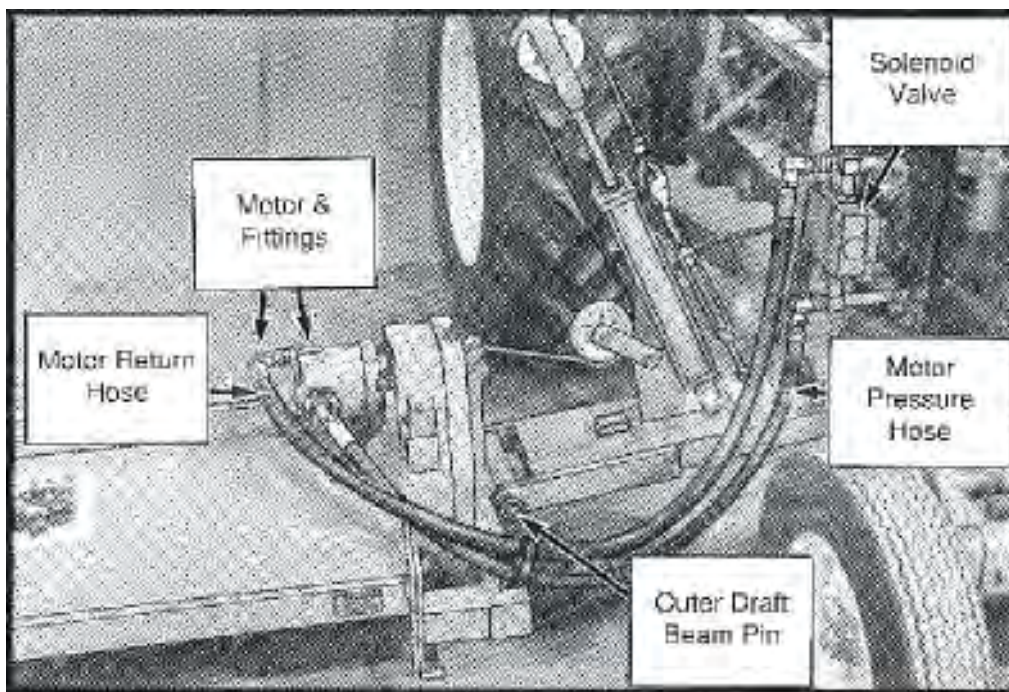 Solenoid
Valve
Motor &
Fittings
Motor Return
Hose
Motor
Pressure
Hose
Outer Draft
Beam Pin